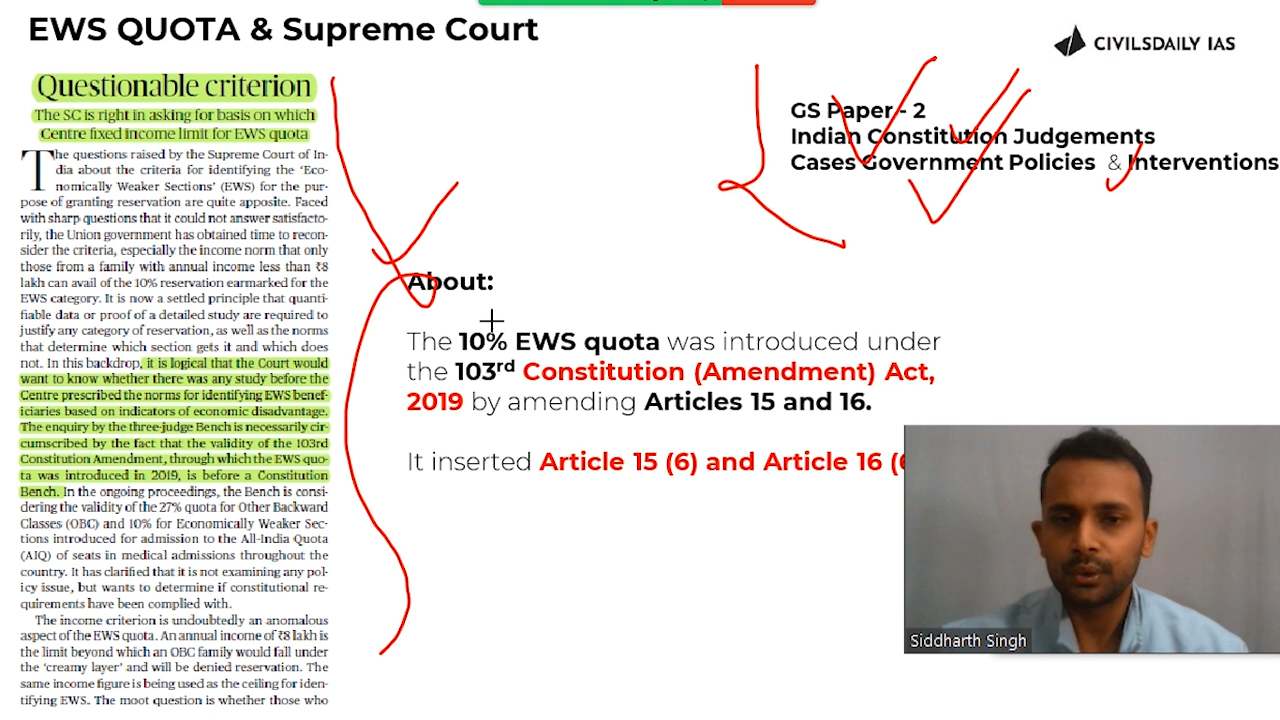 EWS QUOTA & Supreme Court
CIVILSDAILY IAS
Questionable criterion
The SC is right in asking for basis on which
Centre fixed income limit for EWS quota
The questions raised by the Supreme Court of In-
dia about the criteria for identifying the ‘Eco-
nomically Weaker Sections’ (EWS) for the pur-
pose of granting reservation are quite apposite. Faced
with sharp questions that it could not answer satisfacto-
rily, the Union government has obtained time to recon-
sider the criteria, especially the income norm that only
those from a family with annual income less than ₹8
lakh can avail of the 10% reservation earmarked for the
EWS category. It is now a settled principle that quanti-
fiable data or proof of a detailed study are required to
justify any category of reservation, as well as the norms
that determine which section gets it and which does
not. In this backdrop, it is logical that the Court would
want to know whether there was any study before the
Centre prescribed the norms for identifying EWS benef-
iciaries based on indicators of economic disadvantage.
The enquiry by the three-judge Bench is necessarily cir-
cumscribed by the fact that the validity of the 103rd
Constitution Amendment, through which the EWS quo-
ta was introduced in 2019, is before a Constitution
Bench. In the ongoing proceedings, the Bench is consi-
dering the validity of the 27% quota for Other Backward
Classes (OBC) and 10% for Economically Weaker Sec-
tions introduced for admission to the All-India Quota
(AIQ) of seats in medical admissions throughout the
country. It has clarified that it is not examining any pol-
icy issue, but wants to determine if constitutional re-
quirements have been complied with.
The income criterion is undoubtedly an anomalous
aspect of the EWS quota. An annual income of ₹8 lakh is
the limit beyond which an OBC family would fall under
the ‘creamy layer’ and will be denied reservation. The
same income figure is being used as the ceiling for iden-
tifying EWS. The moot question is whether those who
GS Paper - 2
Indian Constitution Judgements
Cases Government Policies & Interventions
About:
The 10% EWS quota was introduced under
the 103rd Constitution (Amendment) Act,
2019 by amending Articles 15 and 16.
It inserted Article 15 (6) and Article 16 (6
Siddharth Singh